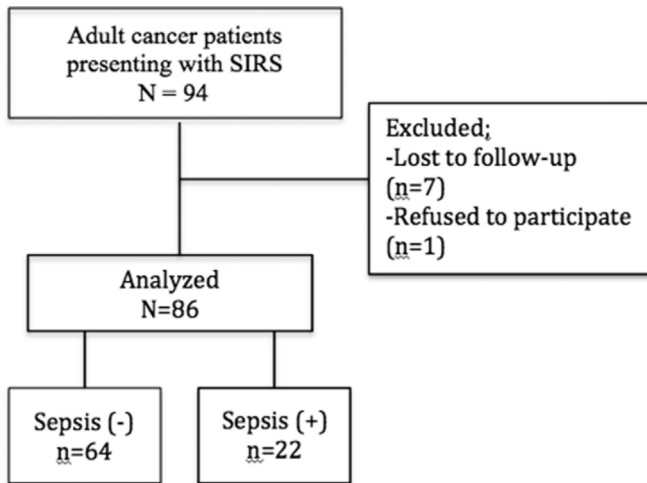 Adult cancer patients
presenting with SIRS
N = 94
Excluded;
-Lost to follow-up
(n=7)
-Refused to participate
(n=1)
Analyzed
N=86
Sepsis (-)
n=64
Sepsis (+)
n=22